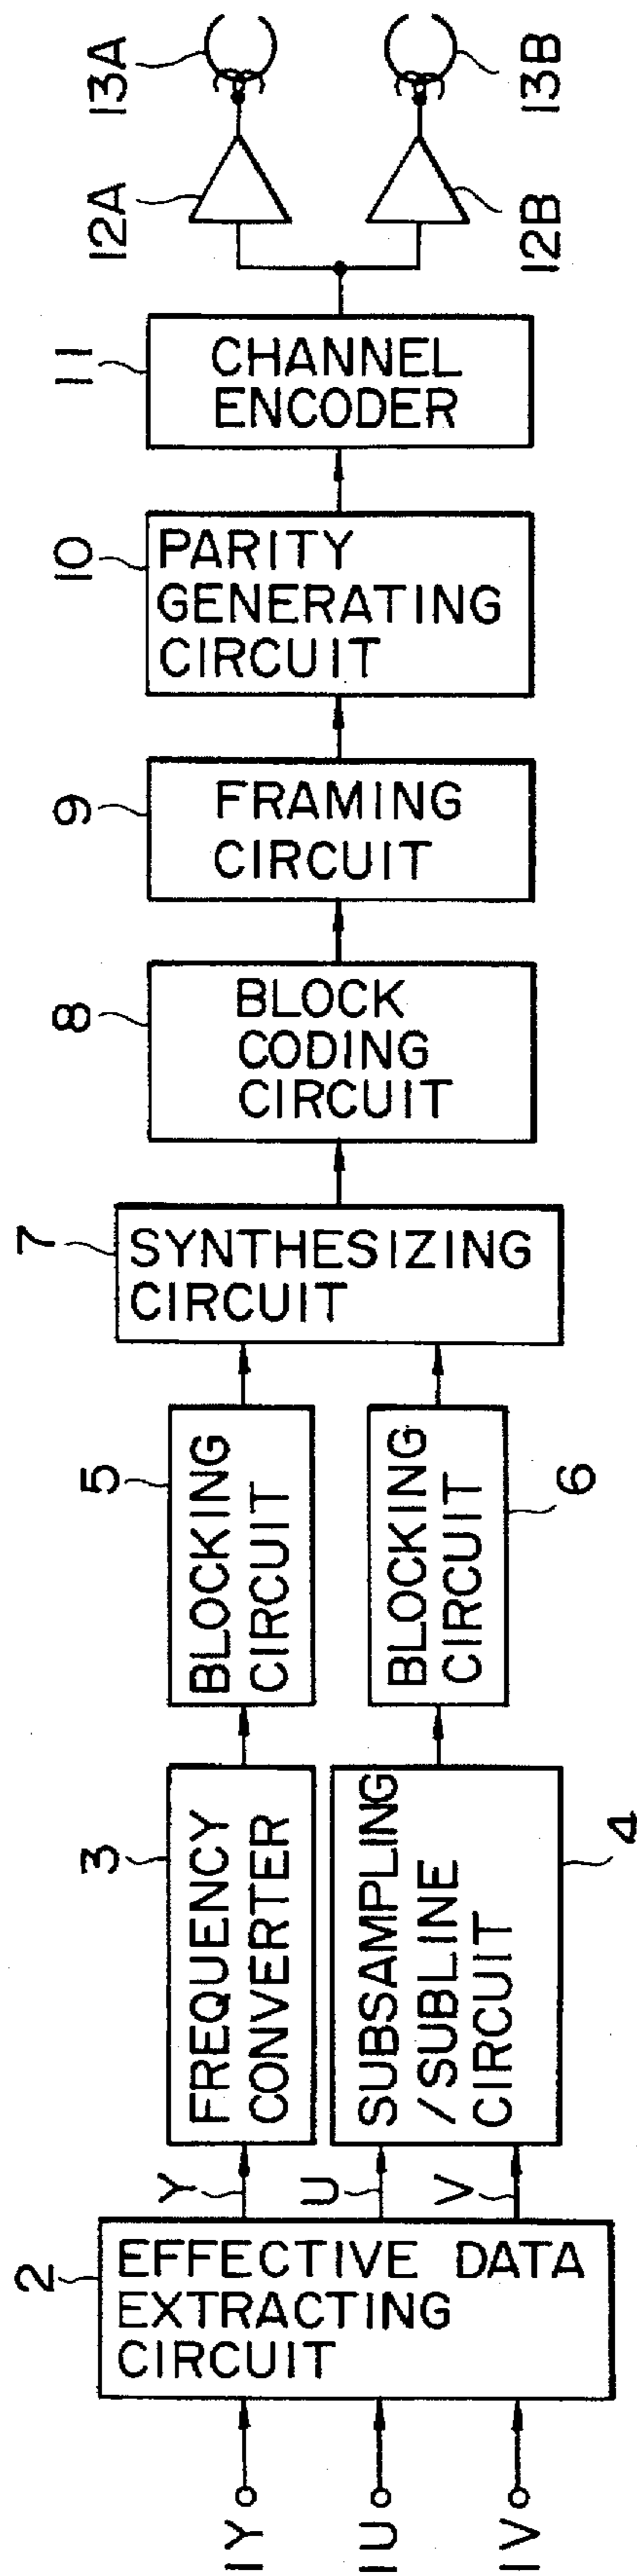 1Y
1U
1V
2
EFFECTIVE DATA
EXTRACTING
CIRCUIT
Y
U
V
3
FREQUENCY
CONVERTER
SUBSAMPLING
/SUBLINE
CIRCUIT
4
5
BLOCKING
CIRCUIT
BLOCKING
CIRCUIT
6
7
SYNTHESIZING
CIRCUIT
8
BLOCK
CODING
CIRCUIT
9
FRAMING
CIRCUIT
10
PARITY
GENERATING
CIRCUIT
11
CHANNEL
ENCODER
12A
12B
13A
13B